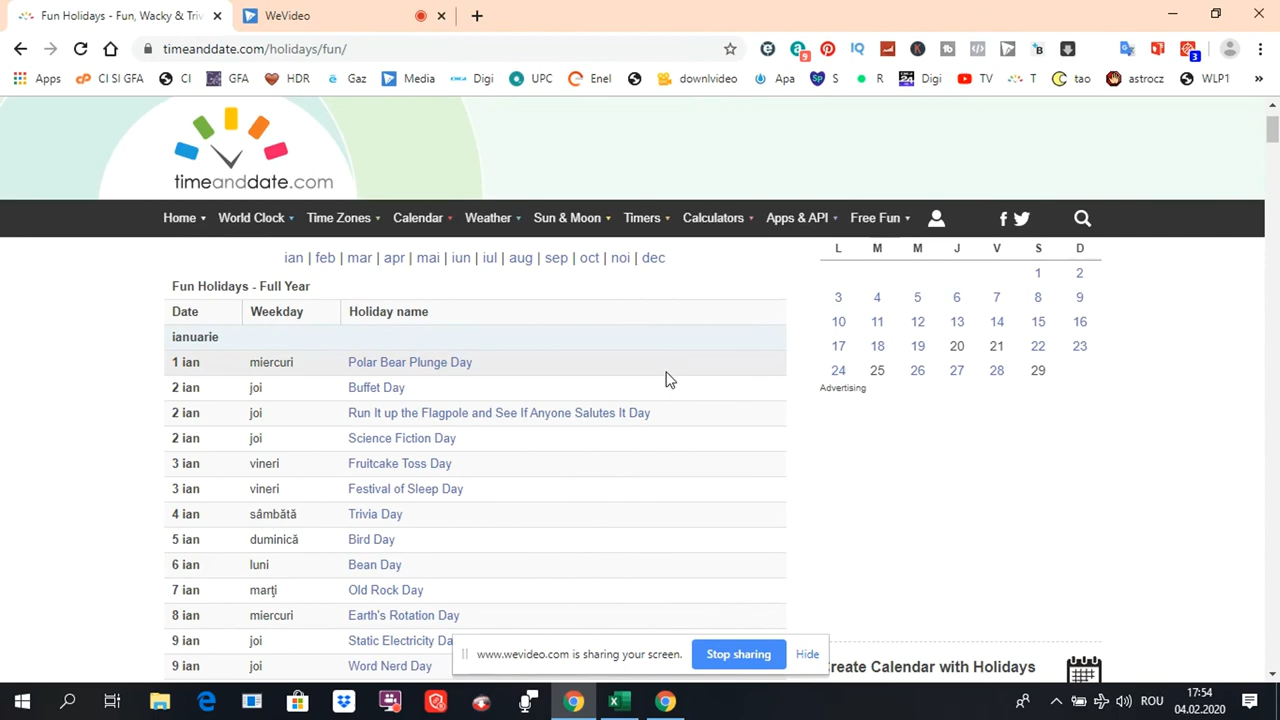 Fun Holidays - Fun, Wacky & Triv
WeVideo
timeanddate.com/holidays/fun/
Apps CI SI GFA CI GFA HDR Gaz Media Digi UPC Enel downlvideo Apa S R Digi TV T tao astrocz WLP1 »
timeanddate.com
Home World Clock Time Zones Calendar Weather Sun & Moon Timers Calculators Apps & API Free Fun
ian | feb | mar | apr | mai | iun | iul | aug | sep | oct | noi | dec
Fun Holidays - Full Year
Date Weekday Holiday name
ianuarie
1 ian miercuri Polar Bear Plunge Day
2 ian joi Buffet Day
2 ian joi Run It up the Flagpole and See If Anyone Salutes It Day
2 ian joi Science Fiction Day
3 ian vineri Fruitcake Toss Day
3 ian vineri Festival of Sleep Day
4 ian sâmbătă Trivia Day
5 ian duminică Bird Day
6 ian luni Bean Day
7 ian marţi Old Rock Day
8 ian miercuri Earth's Rotation Day
9 ian joi Static Electricity Da
9 ian joi Word Nerd Day
L M M J V S D
1 2
3 4 5 6 7 8 9
10 11 12 13 14 15 16
17 18 19 20 21 22 23
24 25 26 27 28 29
Advertising
reate Calendar with Holidays
www.wevideo.com is sharing your screen. Stop sharing Hide
ROU
17:54
04.02.2020